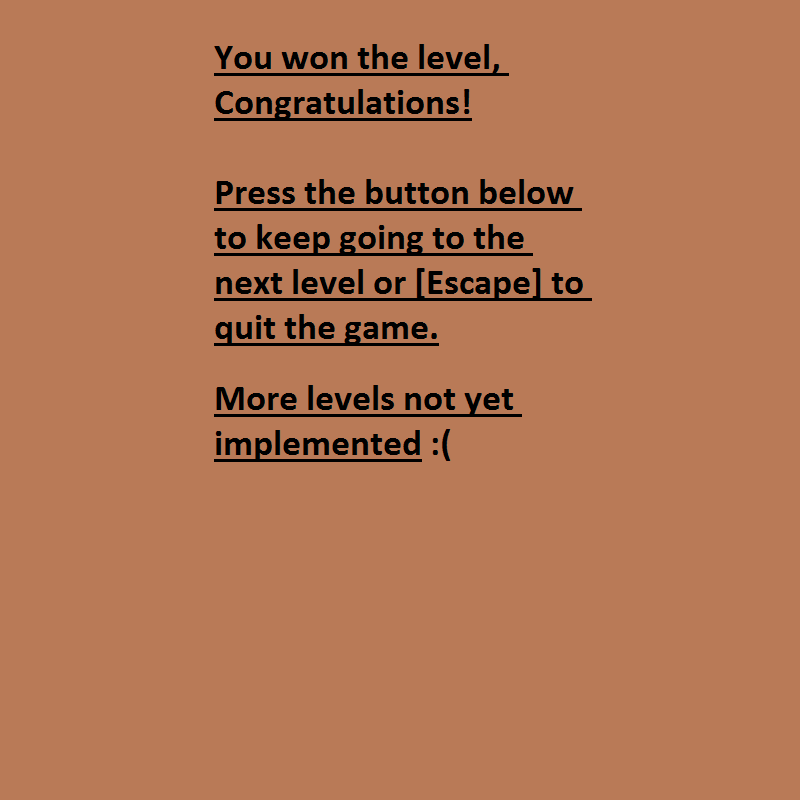 You won the level,
Congratulations!
Press the button below
to keep going to the
next level or [Escape] to
quit the game.
More levels not yet
implemented :(